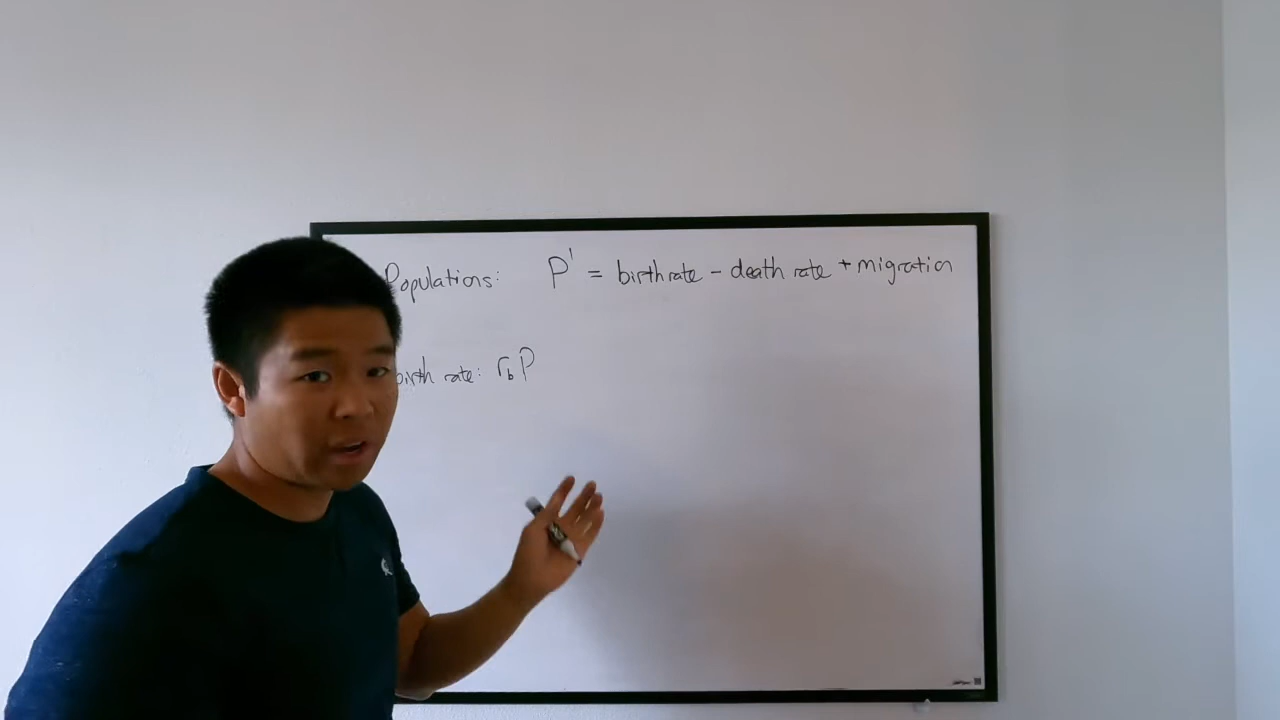 Populations: P' = birth rate - death rate + migration
birth rate: r_b P